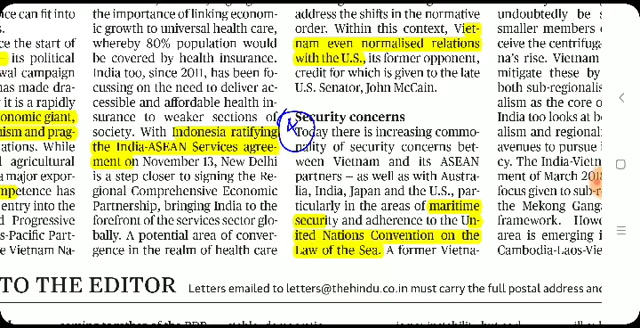 can fit into
ce the start of
its political
wal campaign
has made dra-
y it is a rapidly
onomic giant,
nism and prag-
ations. While
agricultural
a major expor-
mpetence has
entry into the
d Progressive
s-Pacific Part-
e Vietnam Na-
the importance of linking econom-
ic growth to universal health care,
whereby 80% population would
be covered by health insurance.
India too, since 2011, has been fo-
cussing on the need to deliver ac-
cessible and affordable health in-
surance to weaker sections of
society. With Indonesia ratifying
the India-ASEAN Services agree-
ment on November 13, New Delhi
is a step closer to signing the Re-
gional Comprehensive Economic
Partnership, bringing India to the
forefront of the services sector glo-
bally. A potential area of conver-
gence in the realm of health care
address the shifts in the normative
order. Within this context, Viet-
nam even normalised relations
with the U.S., its former opponent,
credit for which is given to the late
U.S. Senator, John McCain.
Security concerns
Today there is increasing commo-
nality of security concerns bet-
ween Vietnam and its ASEAN
partners — as well as with Austra-
lia, India, Japan and the U.S., par-
ticularly in the areas of maritime
security and adherence to the Un-
ited Nations Convention on the
Law of the Sea. A former Vietna-
undoubtedly be s
smaller members
ceive the centrifuga
na's rise. Vietnam
mitigate these by
both sub-regionalis
alism as the core o
India too looks at b
alism and regional
avenues to pursue i
cy. The India-Vietn
ment of March 201
focus given to sub-r
the Mekong Gang
framework. Howe
area is emerging i
Cambodia-Laos-Vie
TO THE EDITOR
Letters emailed to letters@thehindu.co.in must carry the full postal address and